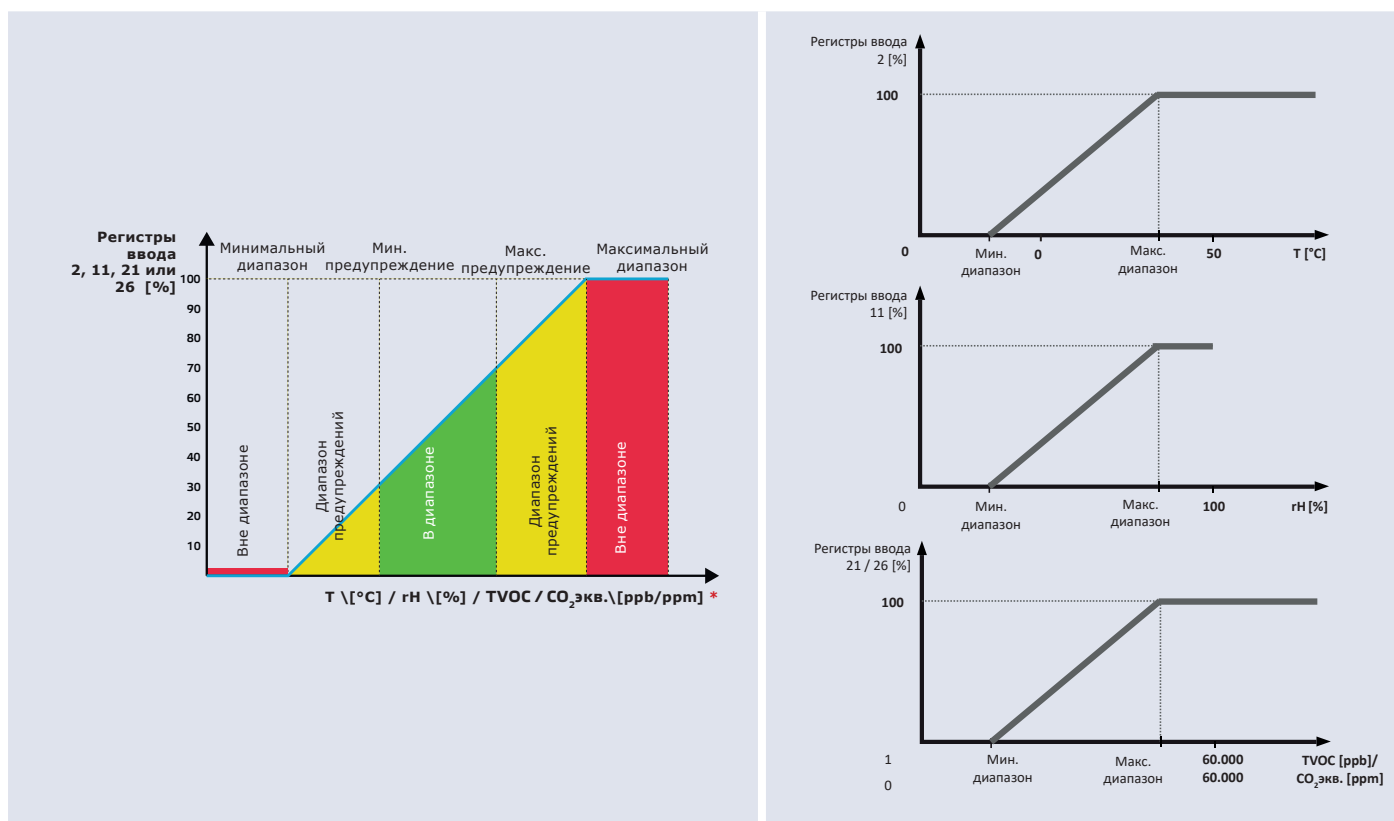 Регистры
ввода
2, 11, 21 или
26 [%]
Минимальный
диапазон
Мин.
предупреждение
Макс.
предупреждение
Максимальный
диапазон
100
90
80
70
60
50
40
30
20
10
Вне диапазоне
Диапазон
предупреждений
В диапазоне
Диапазон
предупреждений
Вне диапазоне
T \[°C] / rH \[%] / TVOC / CO2экв.\[ppb/ppm] *
Регистры ввода
2 [%]
100
0
Мин.
диапазон
0
Макс.
диапазон
50
T [°C]
Регистры ввода
11 [%]
100
0
Мин.
диапазон
Макс.
диапазон
100
rH [%]
Регистры ввода
21 / 26 [%]
100
1
0
Мин.
диапазон
Макс.
диапазон
60.000
60.000
TVOC [ppb]/
CO2экв. [ppm]